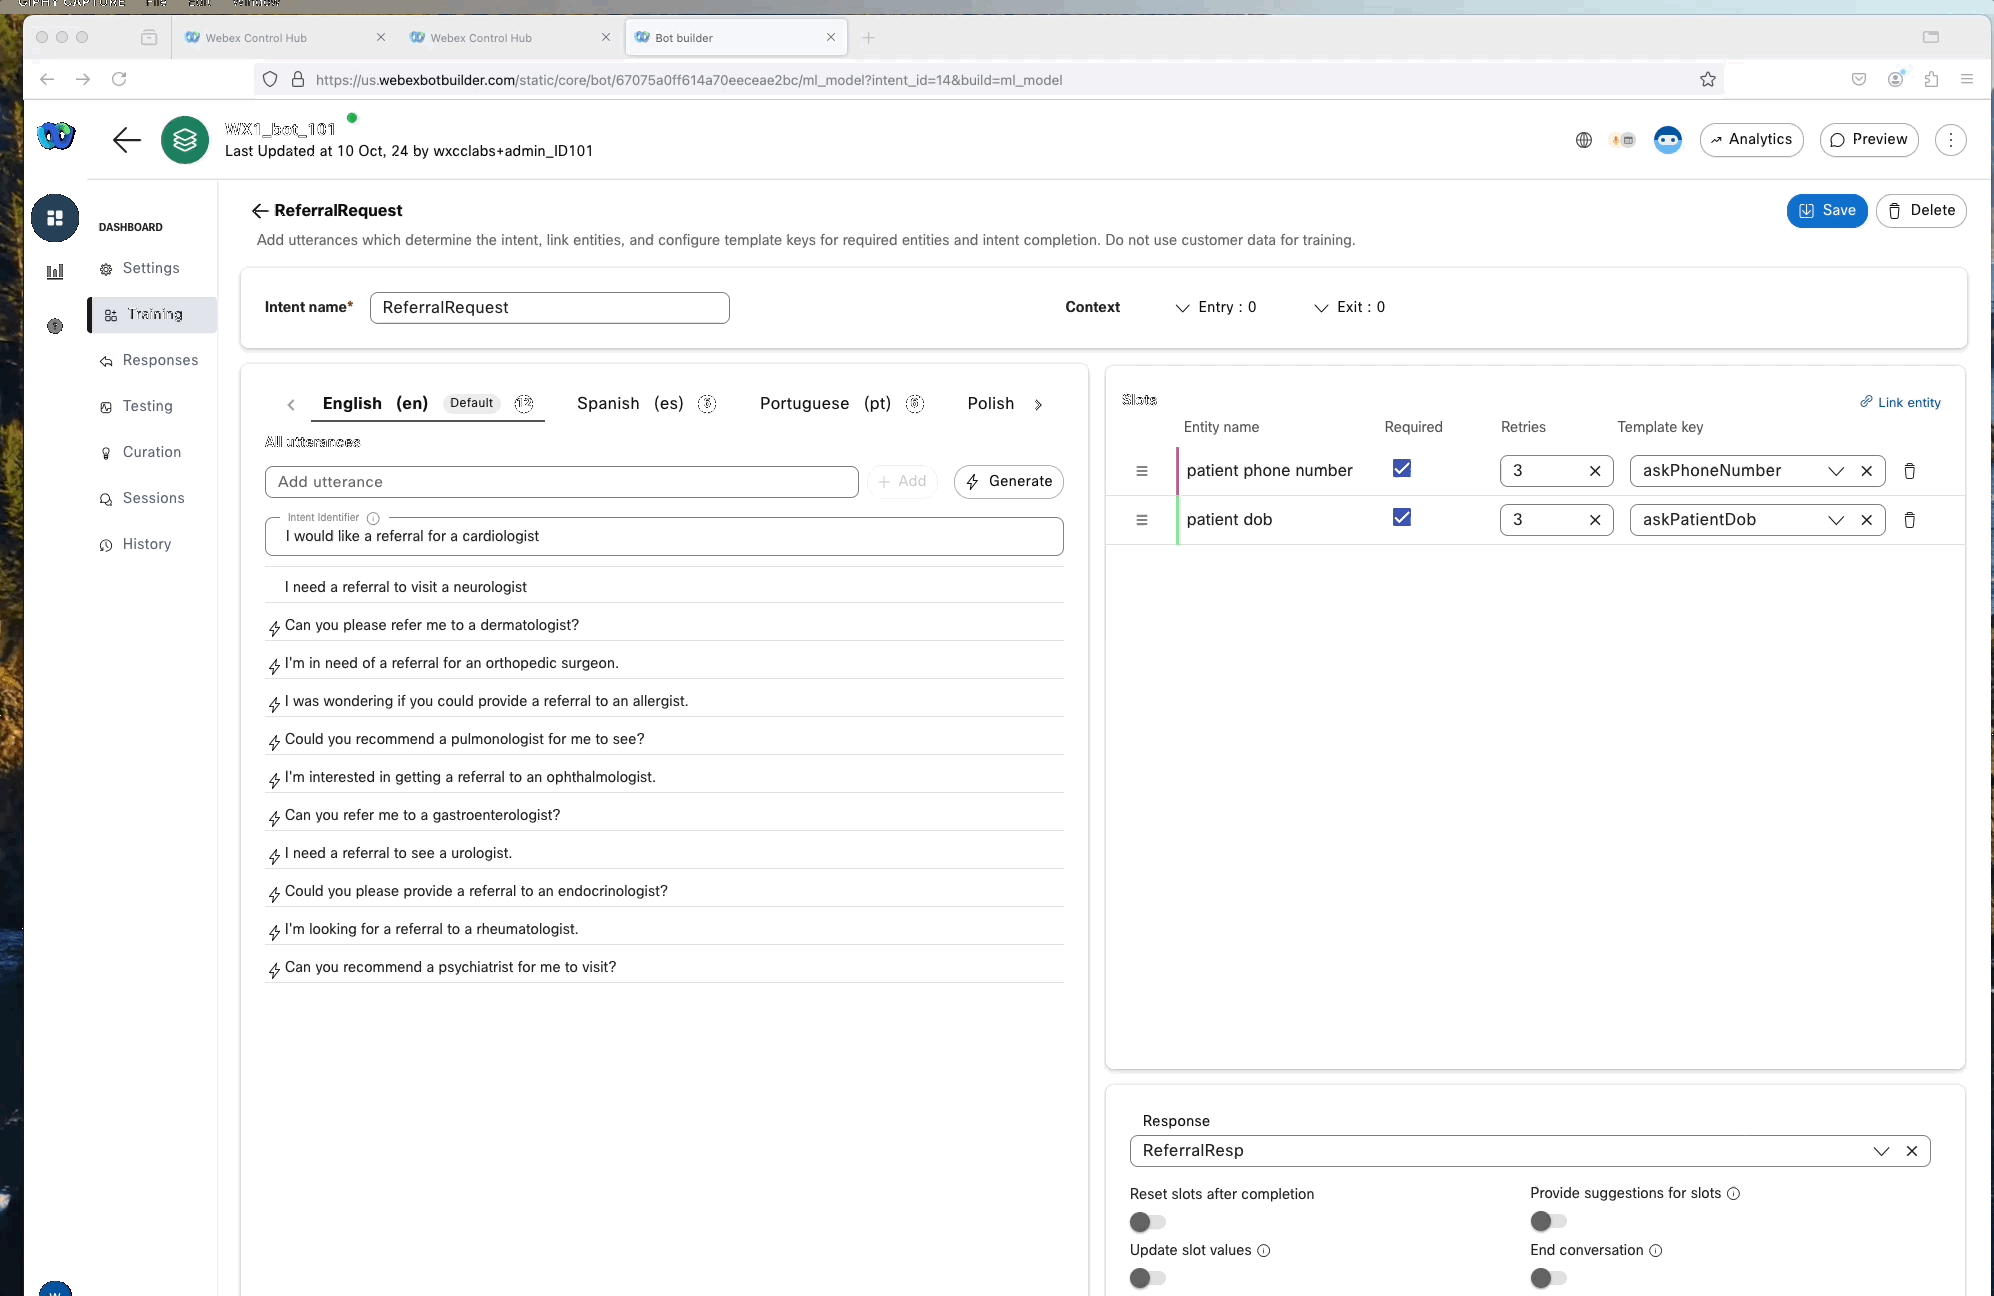 GIPHY CAPTURE File Edit Window
Webex Control Hub
Webex Control Hub
Bot builder
https://us.webexbotbuilder.com/static/core/bot/67075a0ff614a70eeceae2bc/ml_model?intent_id=14&build=ml_model
WX1_bot_101
Last Updated at 10 Oct, 24 by wxcclabs+admin_ID101
Analytics
Preview
DASHBOARD
Settings
Training
Responses
Testing
Curation
Sessions
History
ReferralRequest
Save
Delete
Add utterances which determine the intent, link entities, and configure template keys for required entities and intent completion. Do not use customer data for training.
Intent name*
ReferralRequest
Context
Entry : 0
Exit : 0
English (en) Default 12
Spanish (es)
Portuguese (pt)
Polish
All utterances
Add utterance
Add
Generate
Intent Identifier
I would like a referral for a cardiologist
I need a referral to visit a neurologist
Can you please refer me to a dermatologist?
I'm in need of a referral for an orthopedic surgeon.
I was wondering if you could provide a referral to an allergist.
Could you recommend a pulmonologist for me to see?
I'm interested in getting a referral to an ophthalmologist.
Can you refer me to a gastroenterologist?
I need a referral to see a urologist.
Could you please provide a referral to an endocrinologist?
I'm looking for a referral to a rheumatologist.
Can you recommend a psychiatrist for me to visit?
Slots
Link entity
Entity name Required Retries Template key
patient phone number 3 askPhoneNumber
patient dob 3 askPatientDob
Response
ReferralResp
Reset slots after completion
Provide suggestions for slots
Update slot values
End conversation